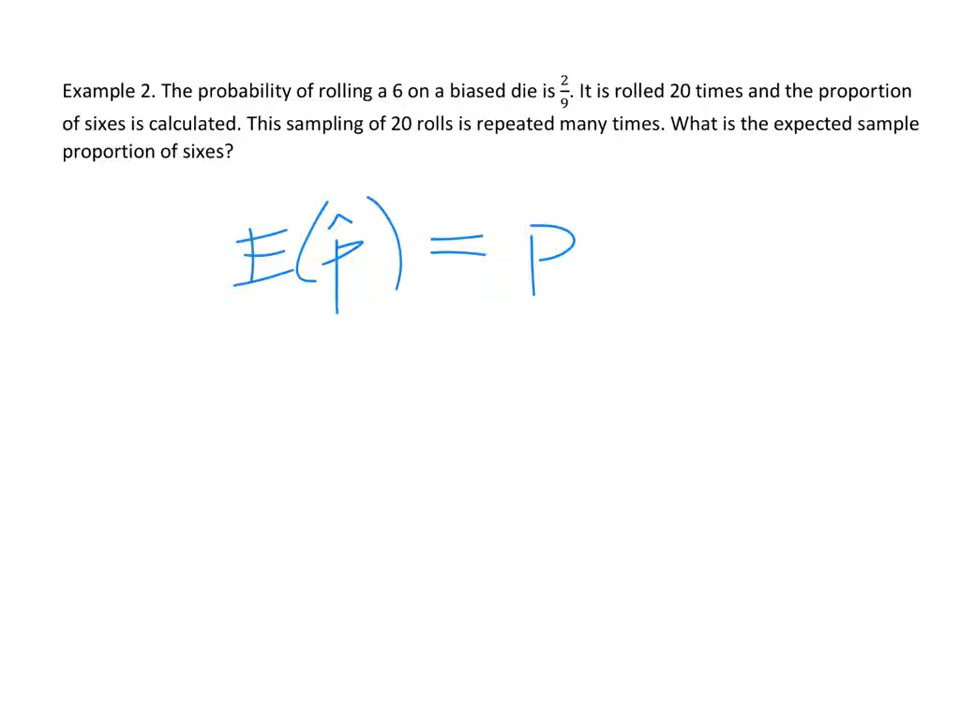 Example 2. The probability of rolling a 6 on a biased die is 2/9. It is rolled 20 times and the proportion
of sixes is calculated. This sampling of 20 rolls is repeated many times. What is the expected sample
proportion of sixes?
E(p̂) = p